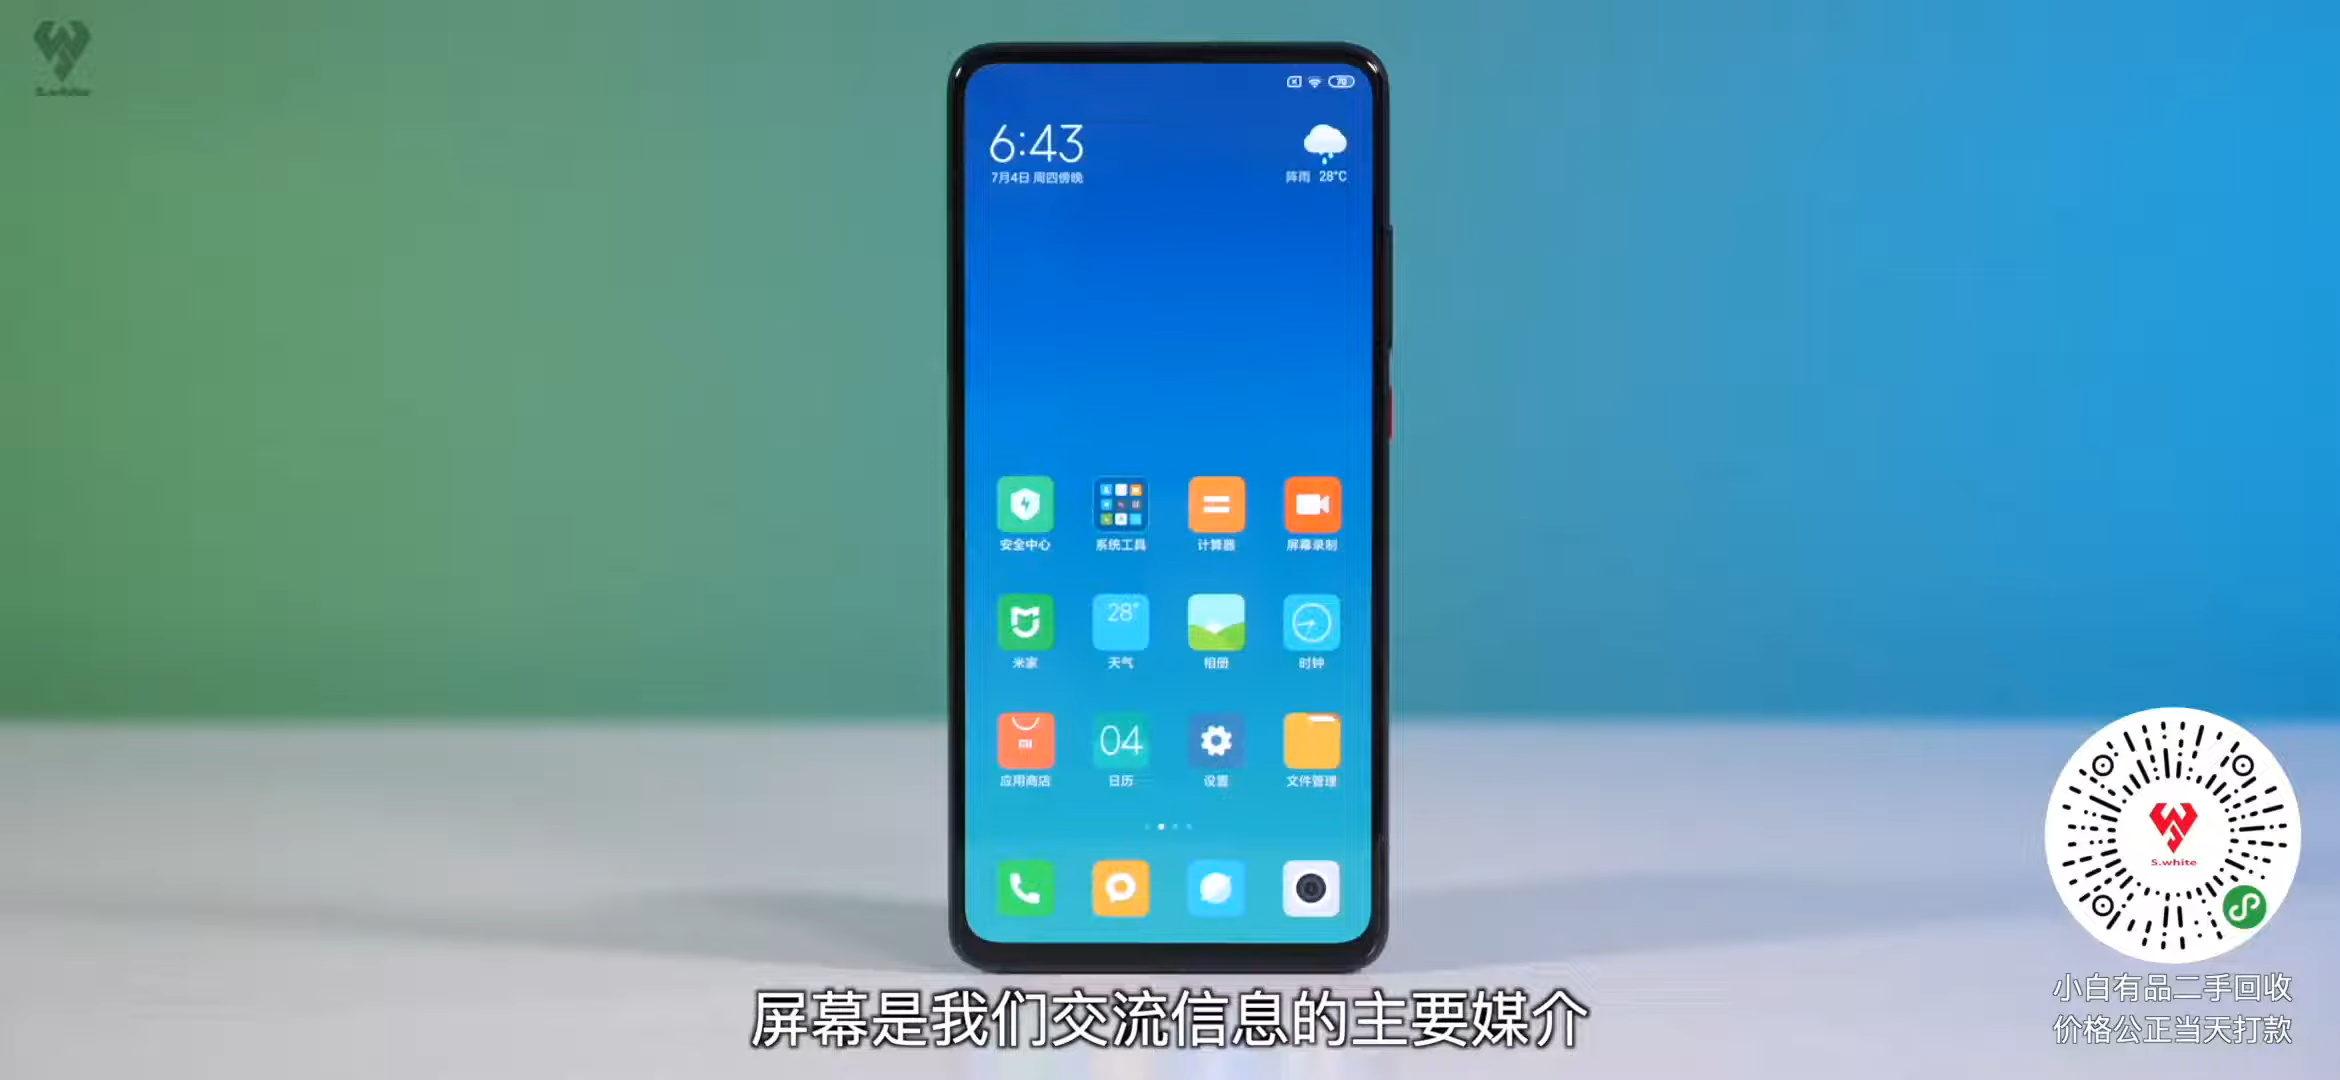 S.white
70
6:43
7月4日 周四傍晚
阵雨 28°C
安全中心
系统工具
计算器
屏幕录制
28°
米家
天气
相册
时钟
MI
04
应用商店
日历
设置
文件管理
S.white
小白有品二手回收
价格公正当天打款
屏幕是我们交流信息的主要媒介